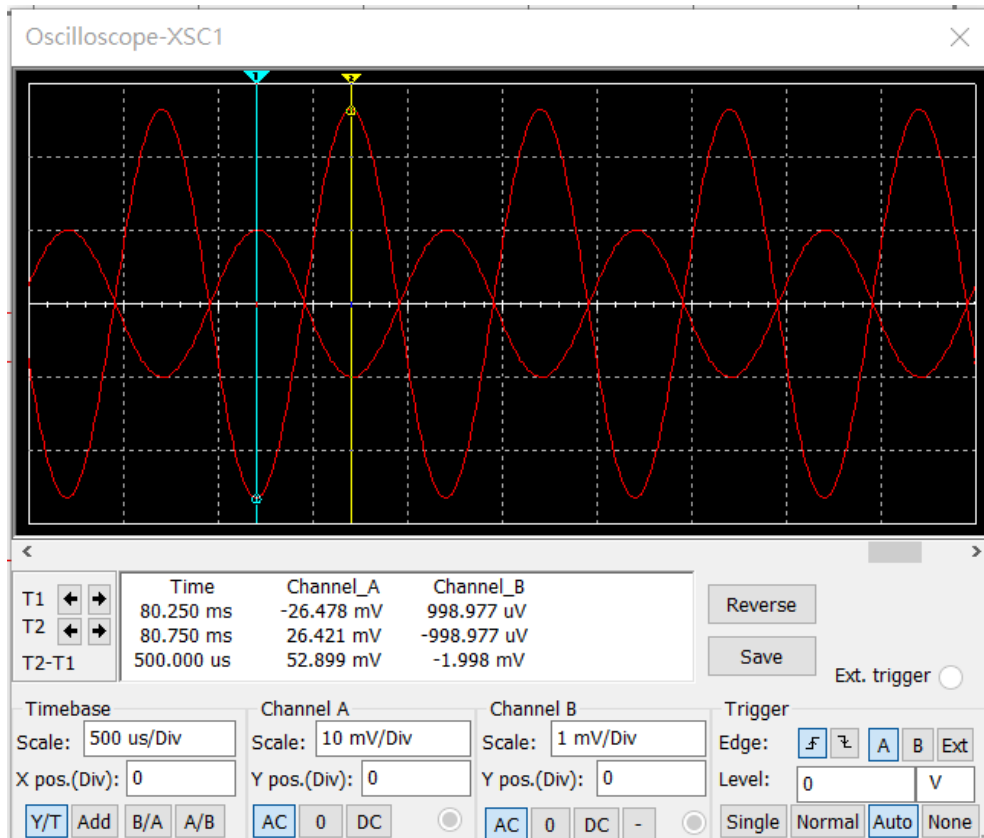 Oscilloscope-XSC1
1 2
Time Channel_A Channel_B
T1 80.250 ms -26.478 mV 998.977 uV
T2 80.750 ms 26.421 mV -998.977 uV
T2-T1 500.000 us 52.899 mV -1.998 mV
Reverse
Save
Ext. trigger
Timebase Channel A Channel B Trigger
Scale: 500 us/Div Scale: 10 mV/Div Scale: 1 mV/Div Edge: A B Ext
X pos.(Div): 0 Y pos.(Div): 0 Y pos.(Div): 0 Level: 0 V
Y/T Add B/A A/B AC 0 DC AC 0 DC - Single Normal Auto None